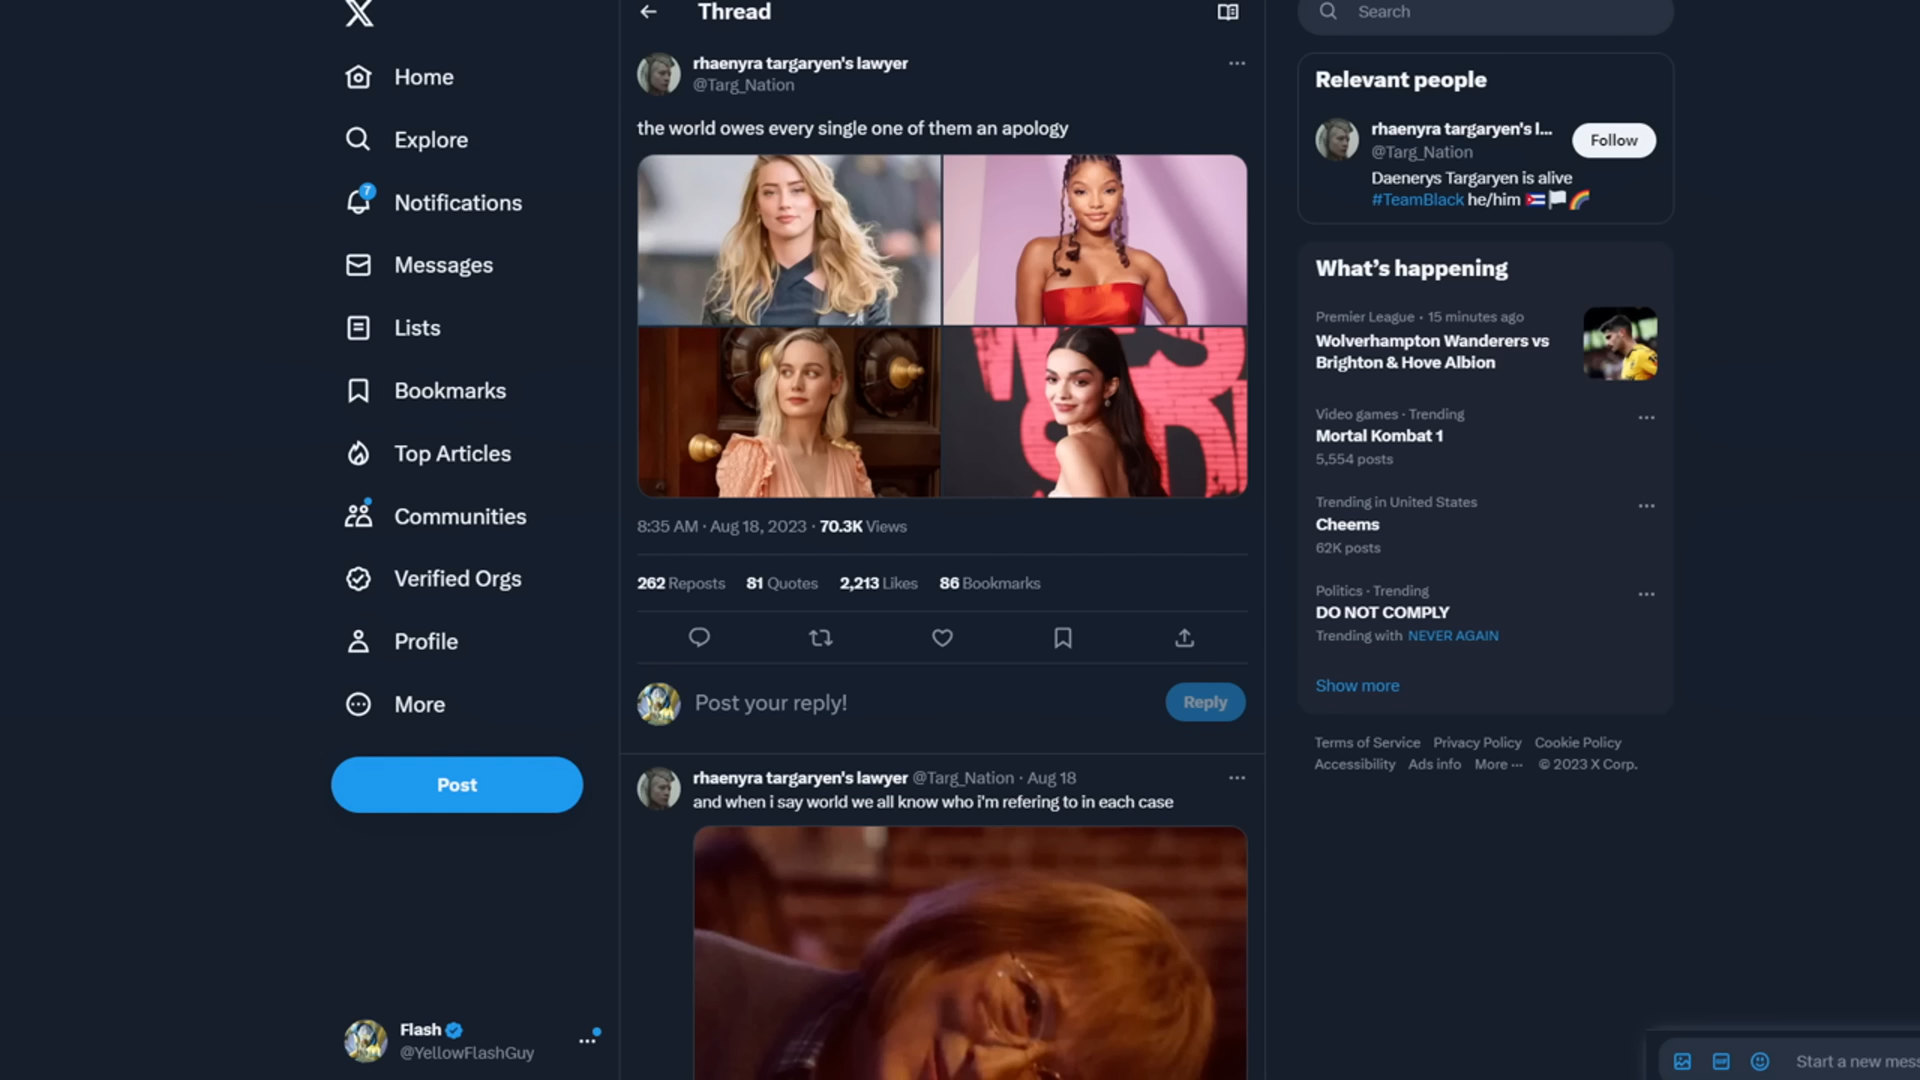 Home
Explore
7
Notifications
Messages
Lists
Bookmarks
Top Articles
Communities
Verified Orgs
Profile
More
Post
Flash
@YellowFlashGuy
Thread
rhaenyra targaryen's lawyer
@Targ_Nation
the world owes every single one of them an apology
8:35 AM · Aug 18, 2023 · 70.3K Views
262 Reposts 81 Quotes 2,213 Likes 86 Bookmarks
Post your reply!
Reply
rhaenyra targaryen's lawyer @Targ_Nation · Aug 18
and when i say world we all know who i'm refering to in each case
Search
Relevant people
rhaenyra targaryen's l...
@Targ_Nation
Follow
Daenerys Targaryen is alive
#TeamBlack he/him
What's happening
Premier League · 15 minutes ago
Wolverhampton Wanderers vs
Brighton & Hove Albion
Video games · Trending
Mortal Kombat 1
5,554 posts
Trending in United States
Cheems
62K posts
Politics · Trending
DO NOT COMPLY
Trending with NEVER AGAIN
Show more
Terms of Service Privacy Policy Cookie Policy
Accessibility Ads info More ··· © 2023 X Corp.
Start a new mess